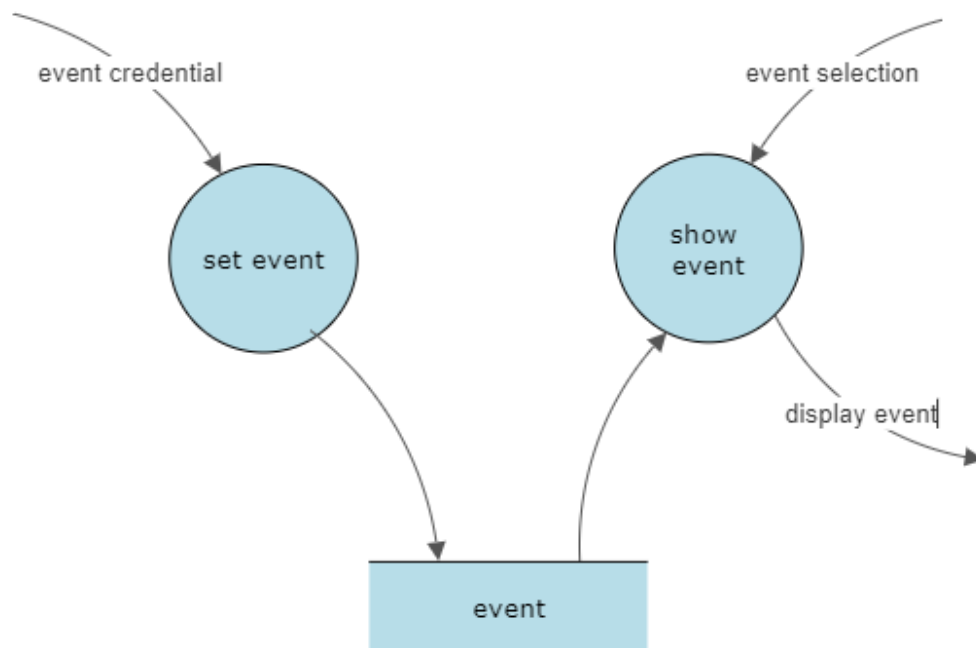 event credential
event selection
set event
show
event
display event
event